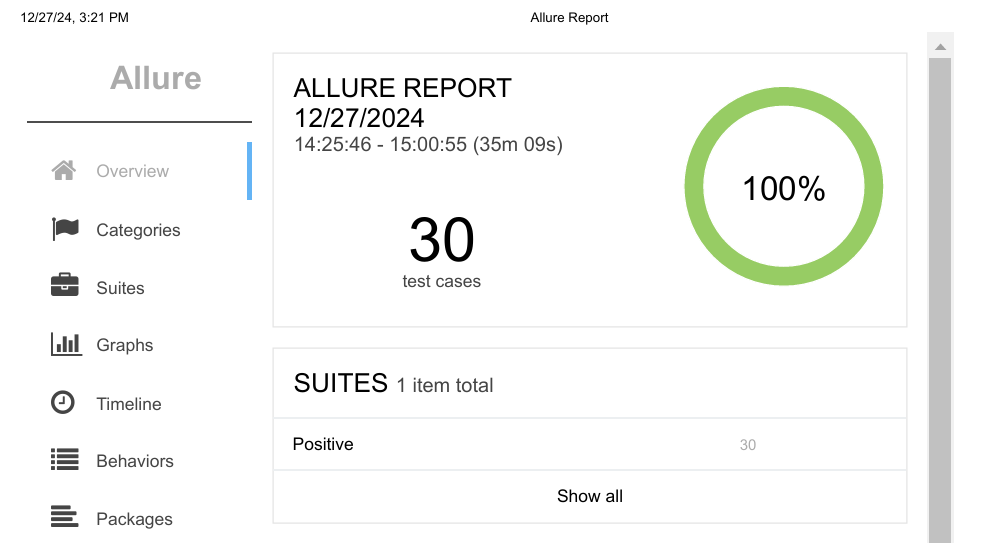 12/27/24, 3:21 PM
Allure Report
Allure
Overview
Categories
Suites
Graphs
Timeline
Behaviors
Packages
ALLURE REPORT
12/27/2024
14:25:46 - 15:00:55 (35m 09s)
30
test cases
100%
SUITES 1 item total
Positive 30
Show all